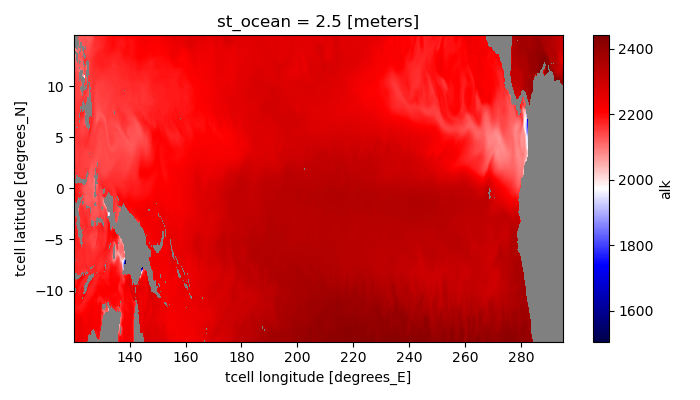 st_ocean = 2.5 [meters]
10
5
0
−5
−10
tcell latitude [degrees_N]
140 160 180 200 220 240 260 280
tcell longitude [degrees_E]
2400
2200
2000
1800
1600
alk